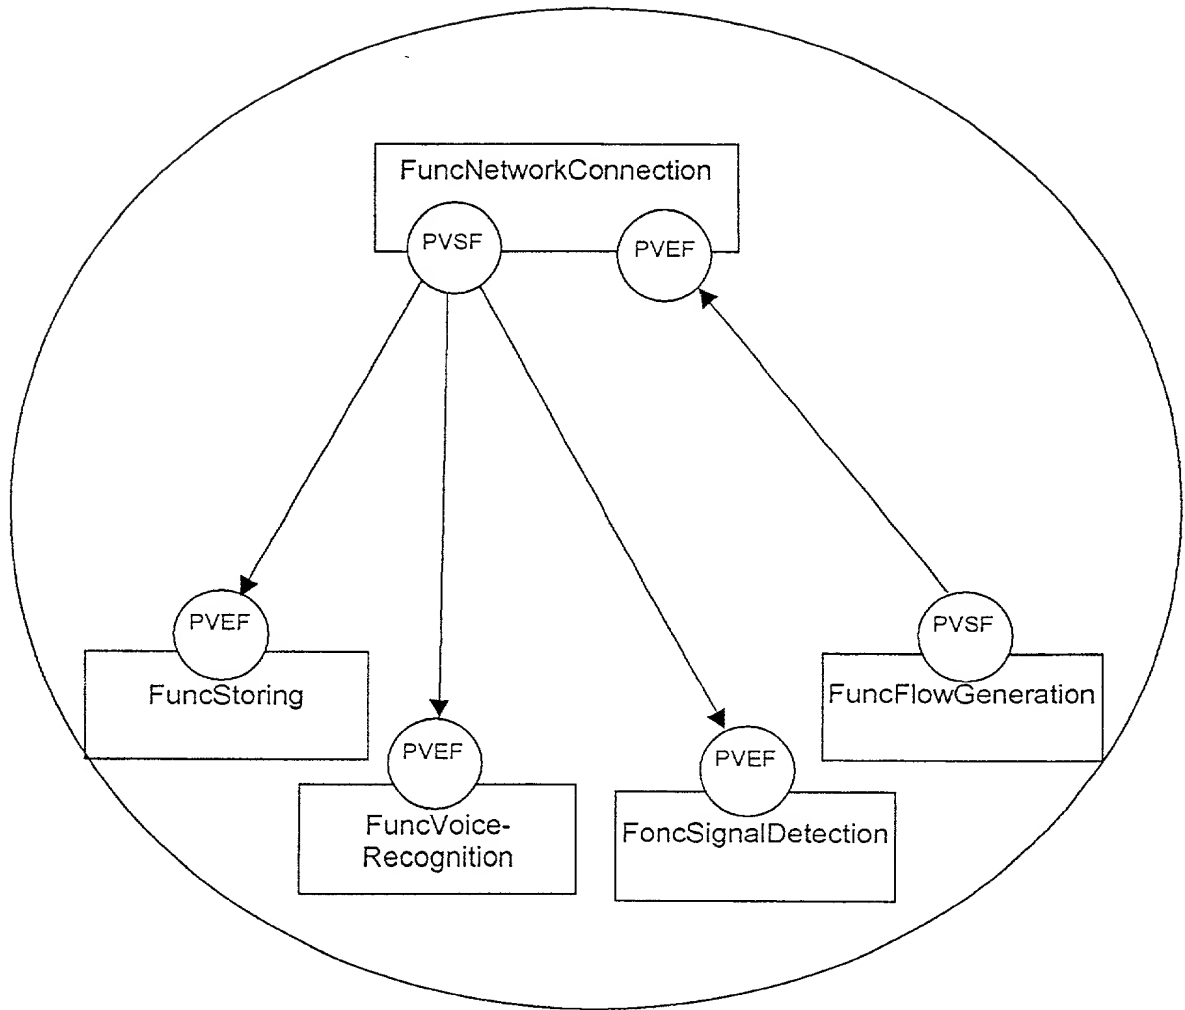 FuncNetworkConnection
PVSF
PVEF
PVEF
FuncStoring
PVEF
FuncVoice-
Recognition
PVEF
FoncSignalDetection
PVSF
FuncFlowGeneration